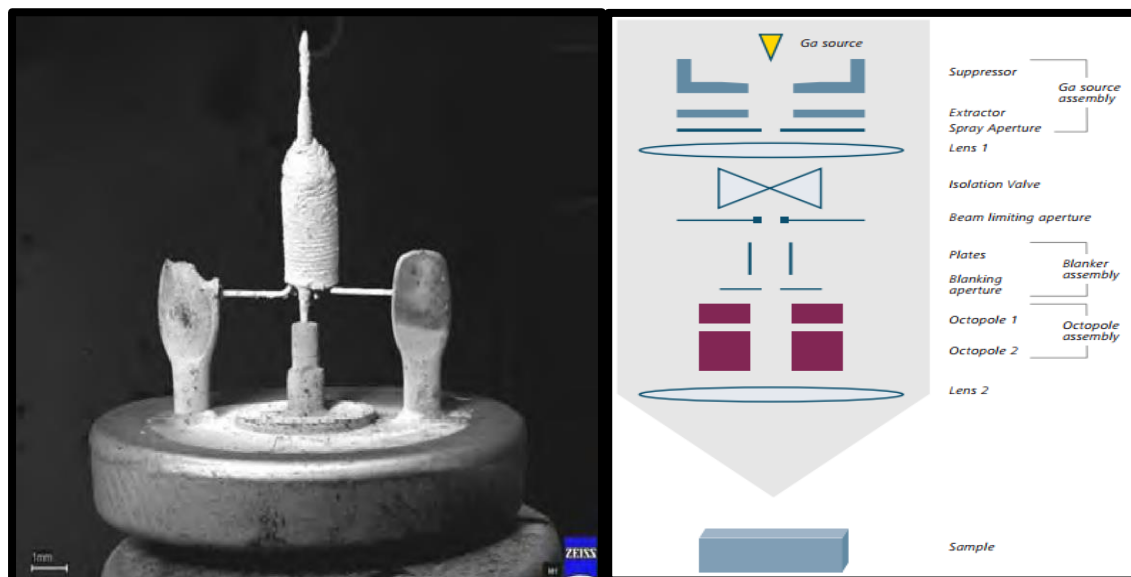 1mm
ZEISS
Ga source
Suppressor
Ga source
assembly
Extractor
Spray Aperture
Lens 1
Isolation Valve
Beam limiting aperture
Plates
Blanker
assembly
Blanking
aperture
Octopole 1
Octopole
assembly
Octopole 2
Lens 2
Sample